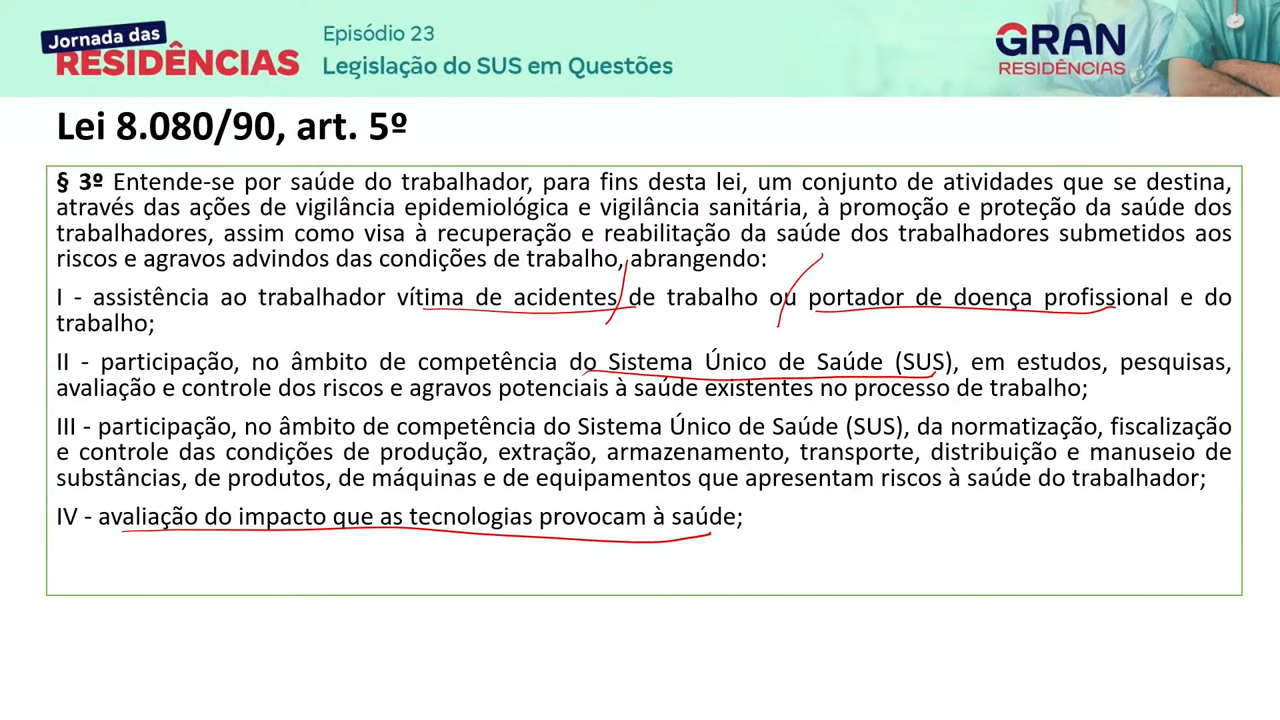 Jornada das
RESIDÊNCIAS
Episódio 23
Legislação do SUS em Questões
GRAN
RESIDÊNCIAS
Lei 8.080/90, art. 5º
§ 3º Entende-se por saúde do trabalhador, para fins desta lei, um conjunto de atividades que se destina,
através das ações de vigilância epidemiológica e vigilância sanitária, à promoção e proteção da saúde dos
trabalhadores, assim como visa à recuperação e reabilitação da saúde dos trabalhadores submetidos aos
riscos e agravos advindos das condições de trabalho, abrangendo:
I - assistência ao trabalhador vítima de acidentes de trabalho ou portador de doença profissional e do
trabalho;
II - participação, no âmbito de competência do Sistema Único de Saúde (SUS), em estudos, pesquisas,
avaliação e controle dos riscos e agravos potenciais à saúde existentes no processo de trabalho;
III - participação, no âmbito de competência do Sistema Único de Saúde (SUS), da normatização, fiscalização
e controle das condições de produção, extração, armazenamento, transporte, distribuição e manuseio de
substâncias, de produtos, de máquinas e de equipamentos que apresentam riscos à saúde do trabalhador;
IV - avaliação do impacto que as tecnologias provocam à saúde;